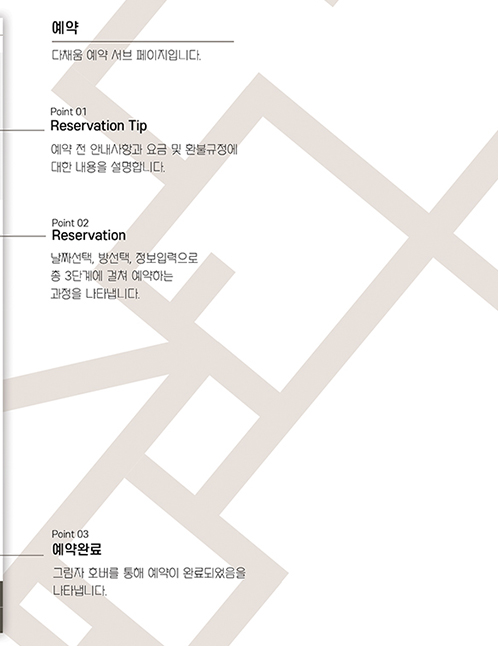 예약
다채움 예약 서브 페이지입니다.
Point 01
Reservation Tip
예약 전 안내사항과 요금 및 환불규정에
대한 내용을 설명합니다.
Point 02
Reservation
날짜선택, 방선택, 정보입력으로
총 3단계에 걸쳐 예약하는
과정을 나타냅니다.
Point 03
예약완료
그림자 호버를 통해 예약이 완료되었음을
나타냅니다.